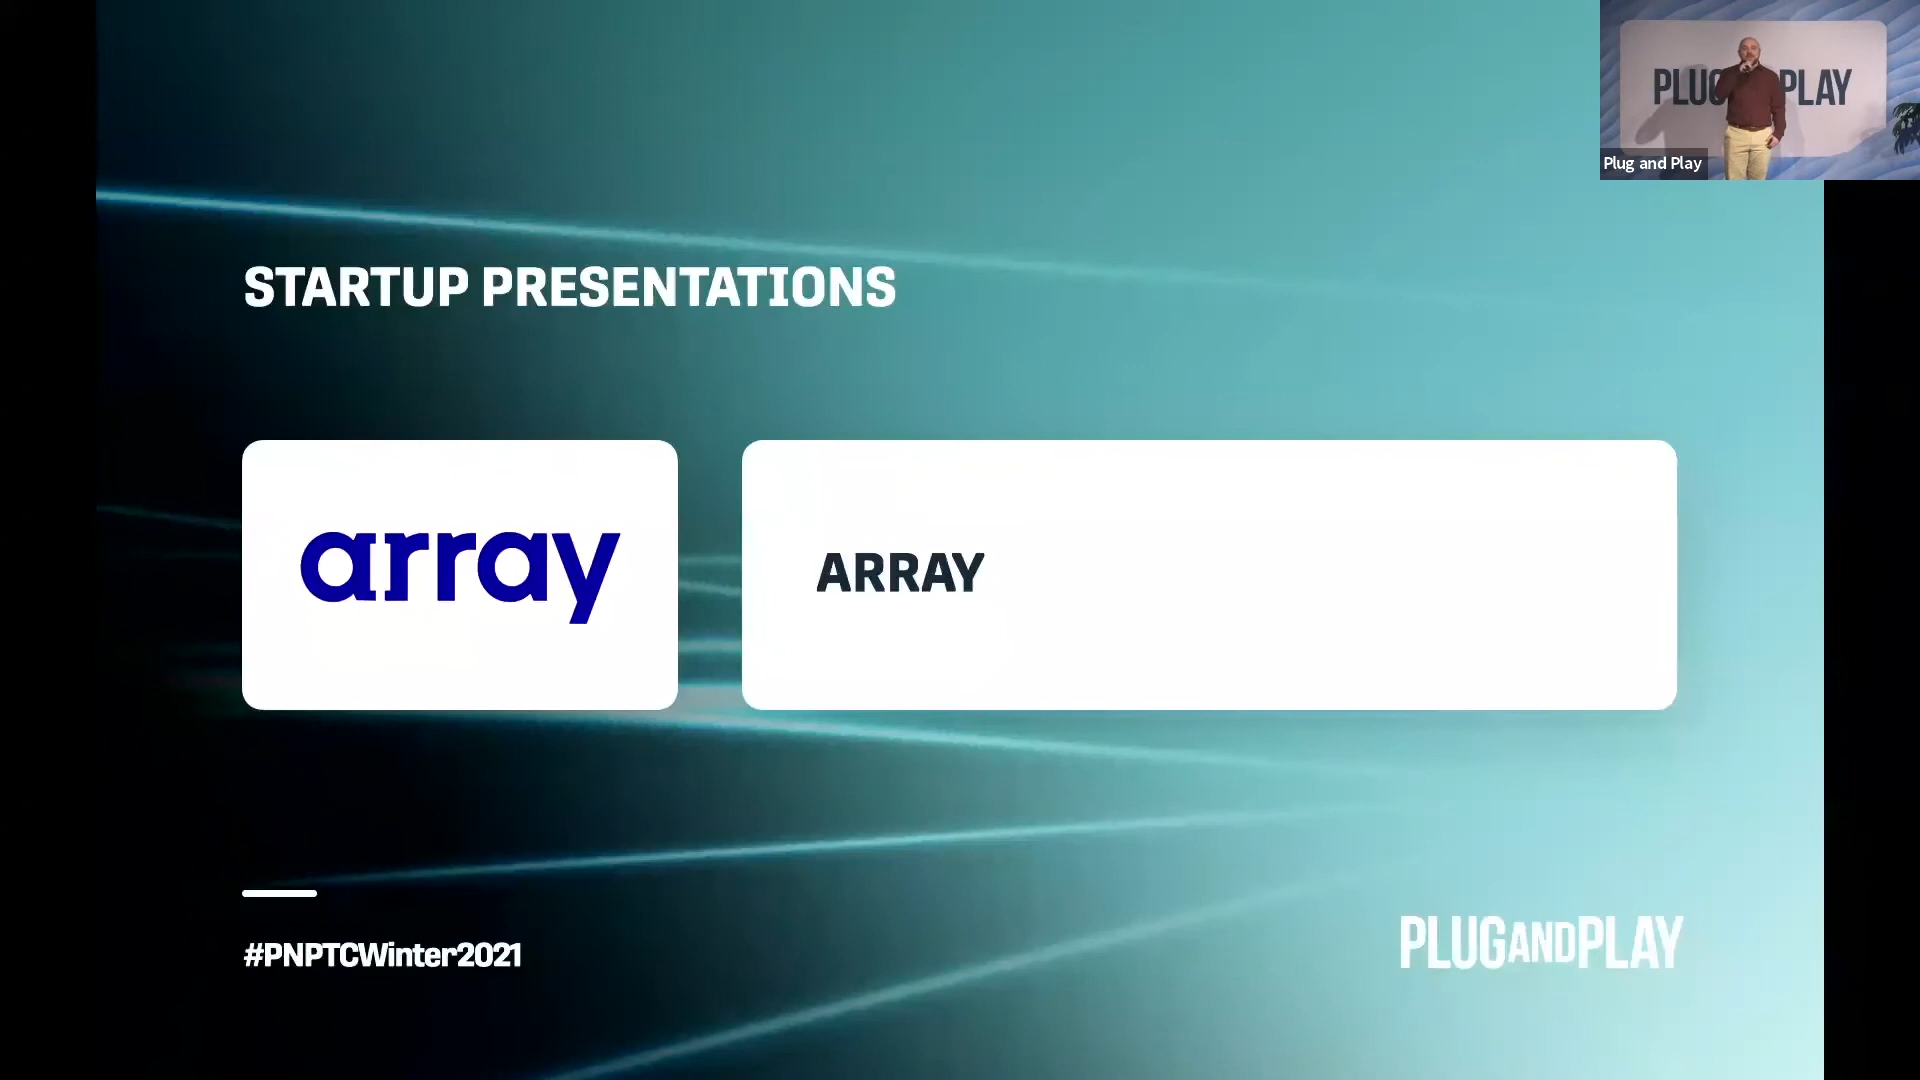 PLUG PLAY
Plug and Play
STARTUP PRESENTATIONS
array
ARRAY
#PNPTCWinter2021
PLUGANDPLAY